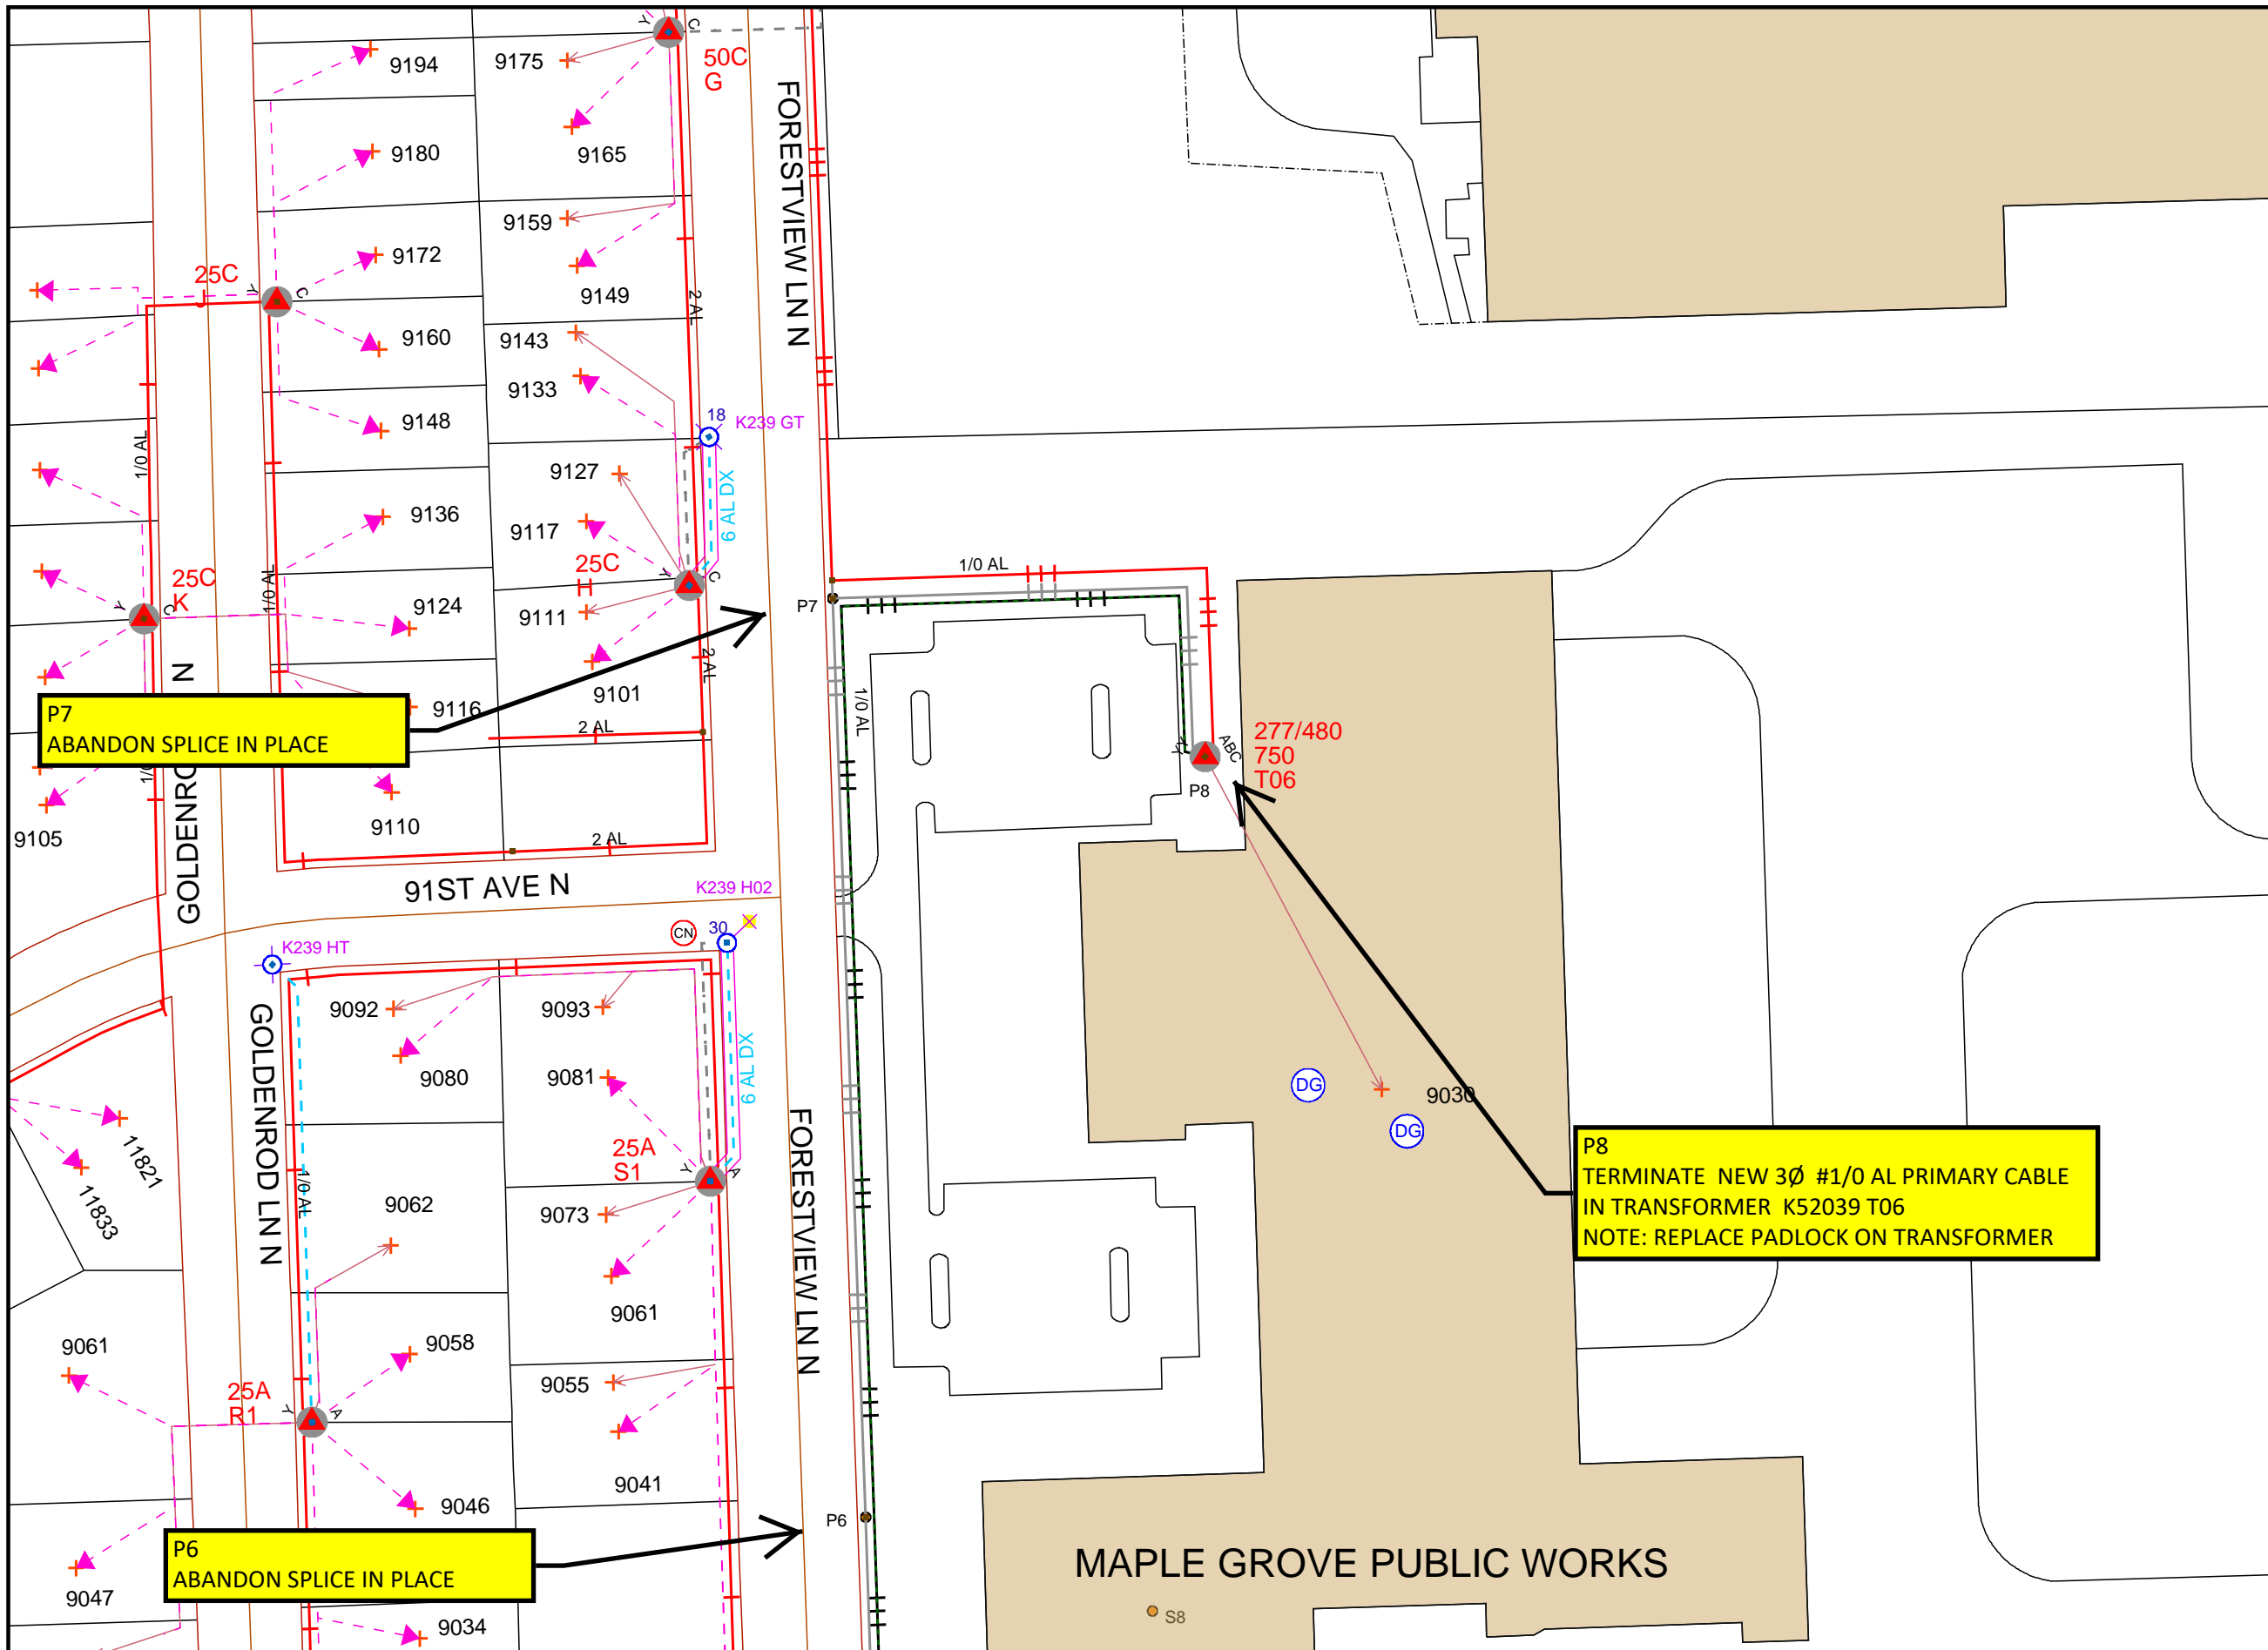 9194
9175
50C
G
Y
C
9180
9165
FORESTVIEW LN N
9172
9159
25C
J
Y
C
9149
2 AL
9160
9143
9133
9148
1/0 AL
18
K239 GT
9127
6 AL DX
9136
9117
25C
H
Y
C
25C
K
Y
C
1/0 AL
9124
9111
P7
1/0 AL
2 AL
9101
9116
1/0 AL
P7
ABANDON SPLICE IN PLACE
2 AL
277/480
750
T06
ABC
Y
P8
9110
9105
2 AL
GOLDENROD LN N
91ST AVE N
K239 H02
CN
30
K239 HT
9092
9093
9080
9081
6 AL DX
GOLDENROD LN N
FORESTVIEW LN N
DG
9030
DG
11821
11833
25A
S1
Y
A
1/0 AL
9062
9073
P8
TERMINATE NEW 3Ø #1/0 AL PRIMARY CABLE
IN TRANSFORMER K52039 T06
NOTE: REPLACE PADLOCK ON TRANSFORMER
9061
9061
9058
9055
25A
R1
Y
A
9041
9046
P6
P6
ABANDON SPLICE IN PLACE
MAPLE GROVE PUBLIC WORKS
9047
9034
S8